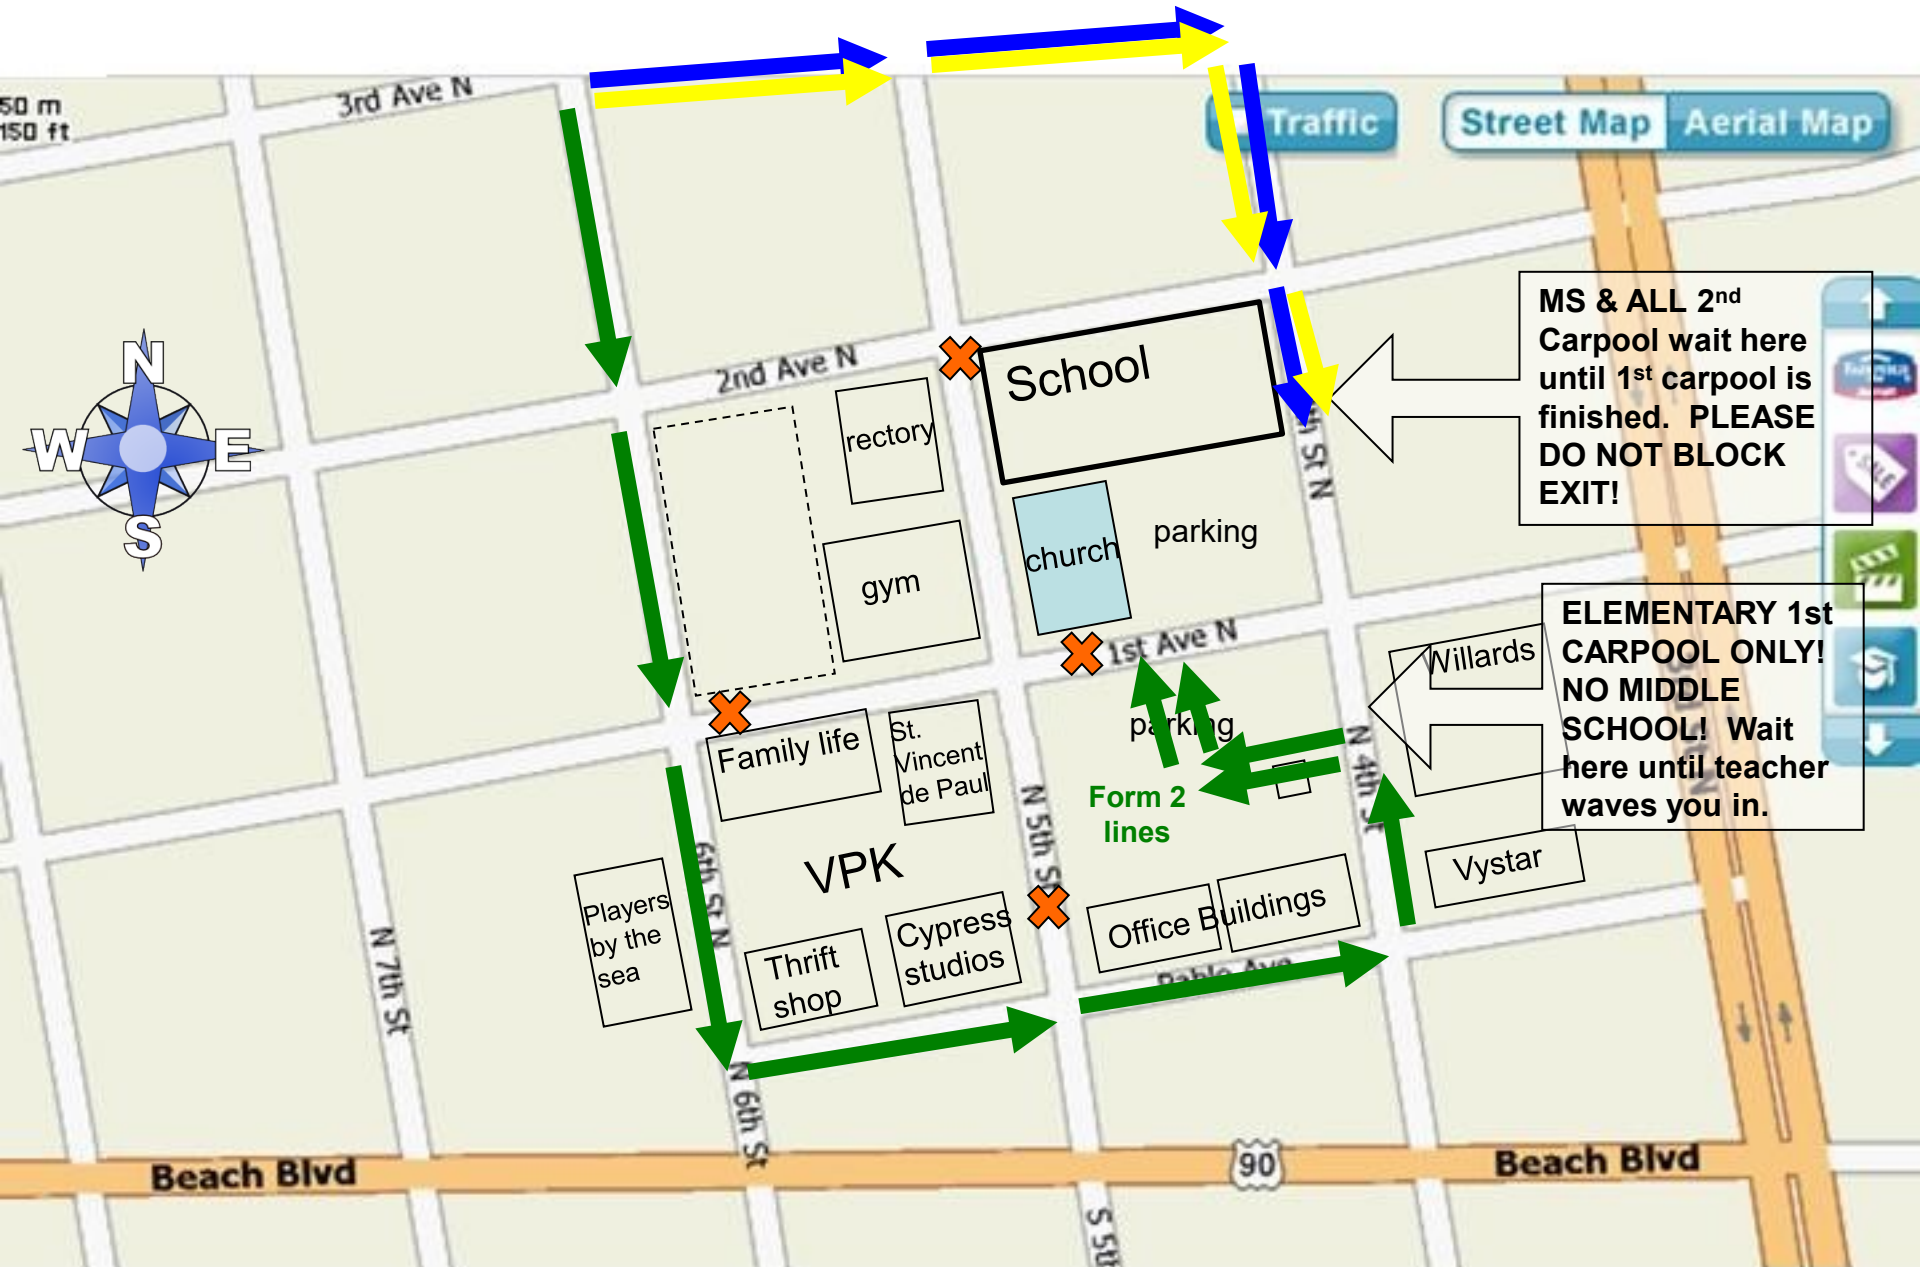 50 m
150 ft
3rd Ave N
Traffic
Street Map
Aerial Map
N
W
E
S
2nd Ave N
School
rectory
gym
church
parking
th St N
MS & ALL 2nd
Carpool wait here
until 1st carpool is
finished. PLEASE
DO NOT BLOCK
EXIT!
SALE
1st Ave N
parking
Willards
ELEMENTARY 1st
CARPOOL ONLY!
NO MIDDLE
SCHOOL! Wait
here until teacher
waves you in.
Family life
St.
Vincent
de Paul
Form 2
lines
N 4th St
N 5th St
VPK
6th St N
Players
by the
sea
Thrift
shop
Cypress
studios
Office Buildings
Vystar
Pablo Ave
N 7th St
N 6th St
Beach Blvd
90
Beach Blvd
S 5th